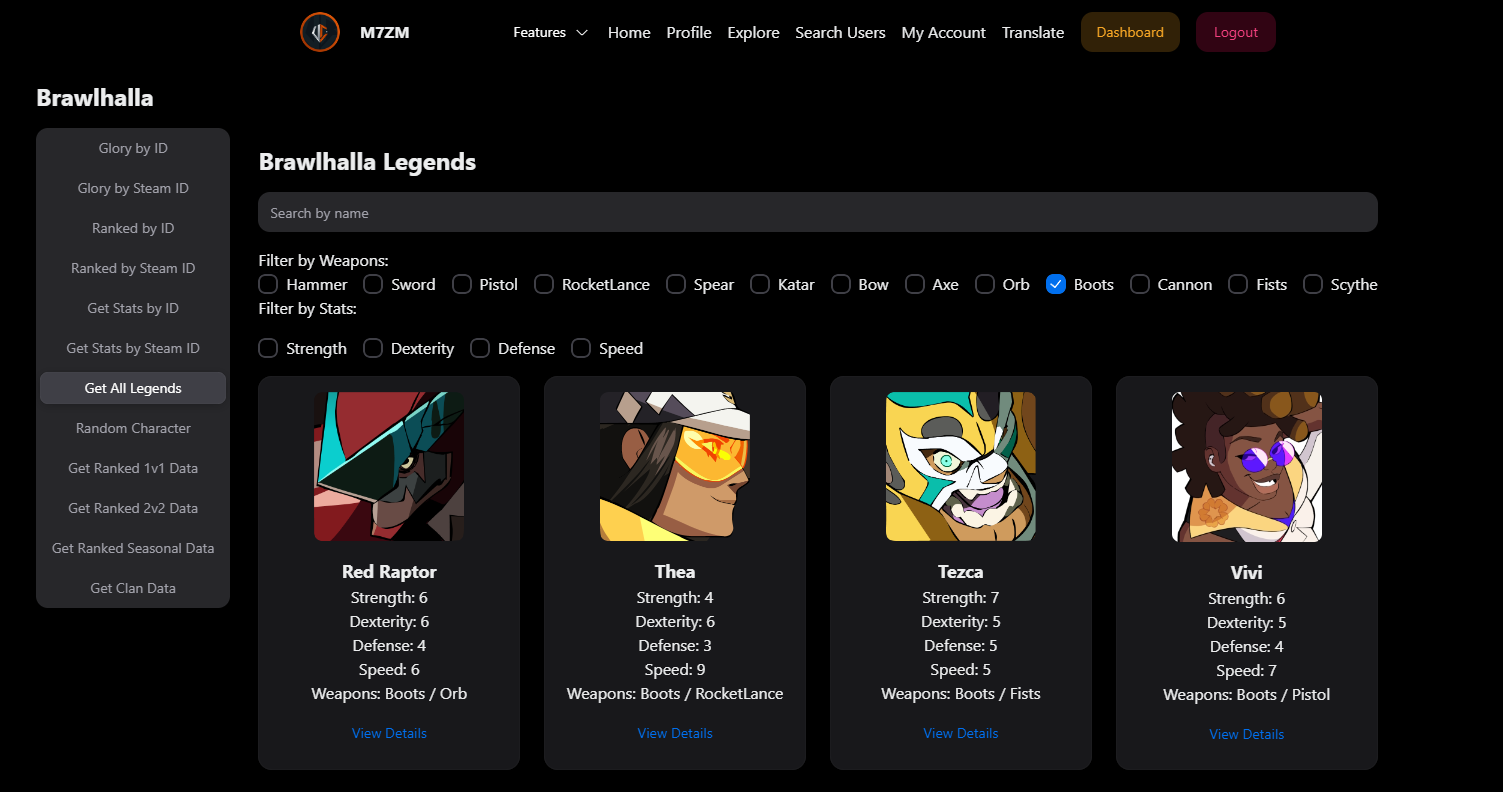 M7ZM
Features Home Profile Explore Search Users My Account Translate Dashboard Logout
Brawlhalla
Glory by ID
Glory by Steam ID
Ranked by ID
Ranked by Steam ID
Get Stats by ID
Get Stats by Steam ID
Get All Legends
Random Character
Get Ranked 1v1 Data
Get Ranked 2v2 Data
Get Ranked Seasonal Data
Get Clan Data
Brawlhalla Legends
Search by name
Filter by Weapons:
Hammer Sword Pistol RocketLance Spear Katar Bow Axe Orb Boots Cannon Fists Scythe
Filter by Stats:
Strength Dexterity Defense Speed
Red Raptor
Strength: 6
Dexterity: 6
Defense: 4
Speed: 6
Weapons: Boots / Orb
View Details
Thea
Strength: 4
Dexterity: 6
Defense: 3
Speed: 9
Weapons: Boots / RocketLance
View Details
Tezca
Strength: 7
Dexterity: 5
Defense: 5
Speed: 5
Weapons: Boots / Fists
View Details
Vivi
Strength: 6
Dexterity: 5
Defense: 4
Speed: 7
Weapons: Boots / Pistol
View Details